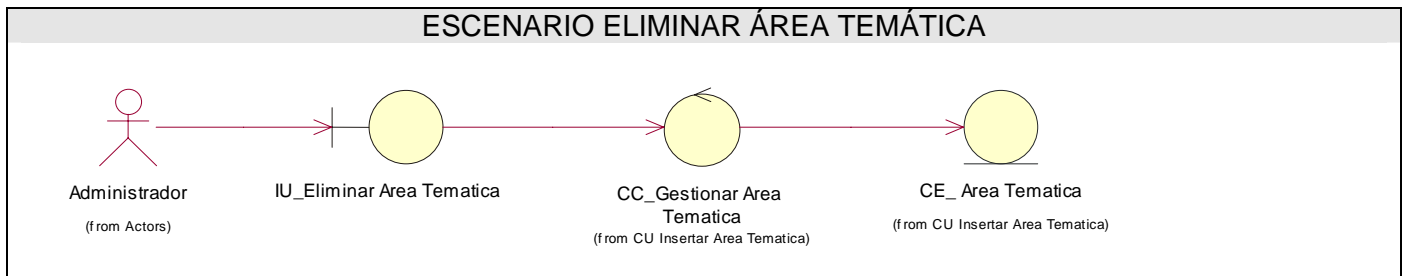 ESCENARIO ELIMINAR ÁREA TEMÁTICA
Administrador
(from Actors)
IU_Eliminar Area Tematica
CC_Gestionar Area
Tematica
(from CU Insertar Area Tematica)
CE_ Area Tematica
(from CU Insertar Area Tematica)